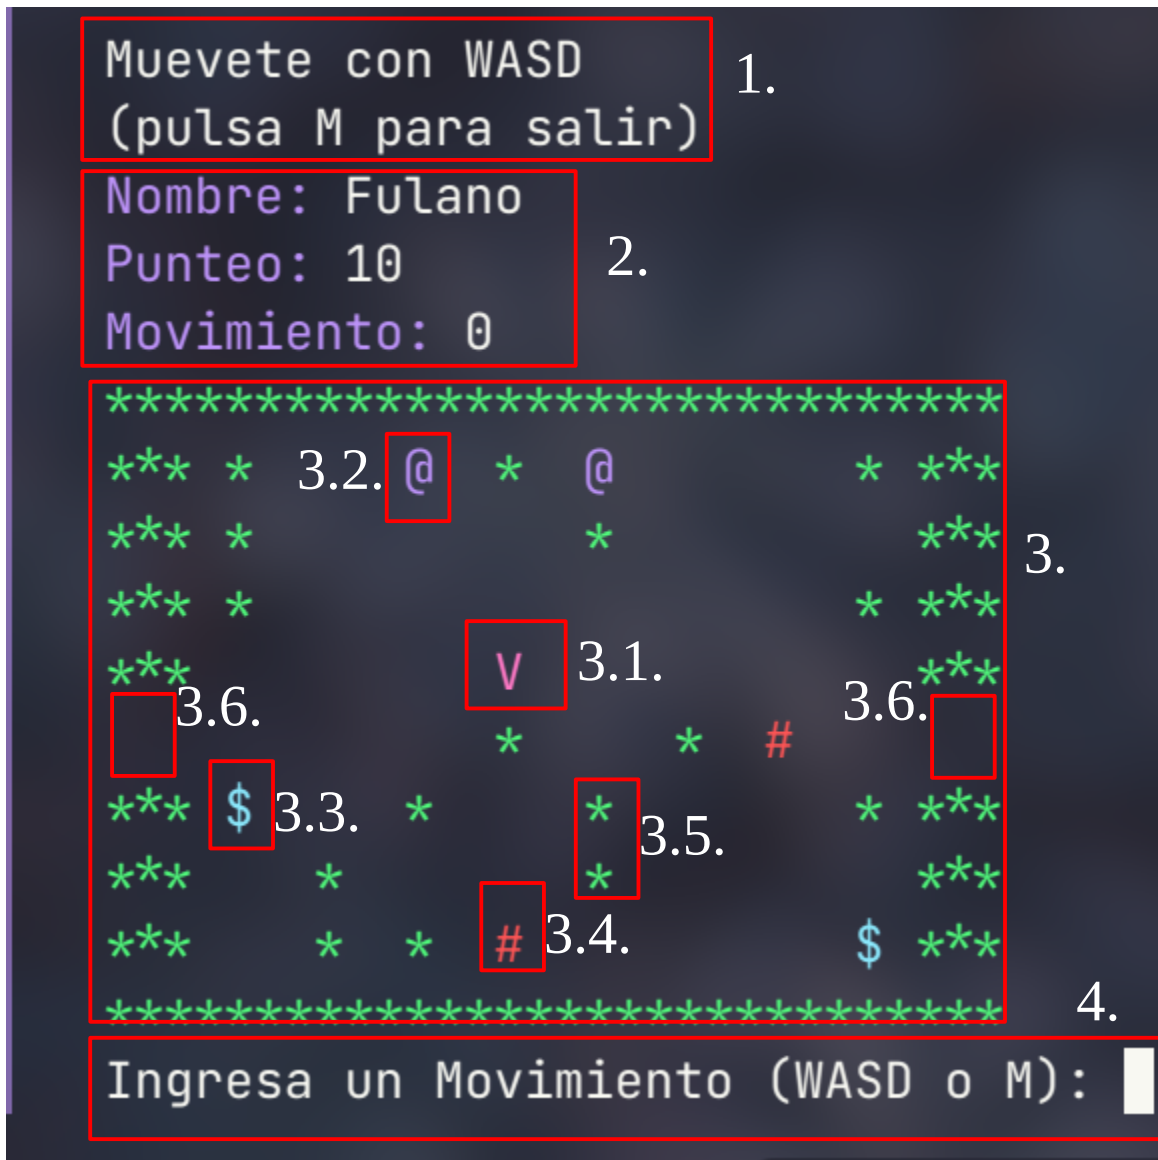 Muevete con WASD
(pulsa M para salir)
1.
Nombre: Fulano
Punteo: 10
Movimiento: 0
2.
******************************
*** * 3.2. @ * @ * ***
*** * * ***
*** * * ***
3.
*** V 3.1. ***
3.6. * * # 3.6.
*** $ 3.3. * * 3.5. * ***
*** * * ***
*** * * # 3.4. $ ***
******************************
4.
Ingresa un Movimiento (WASD o M):